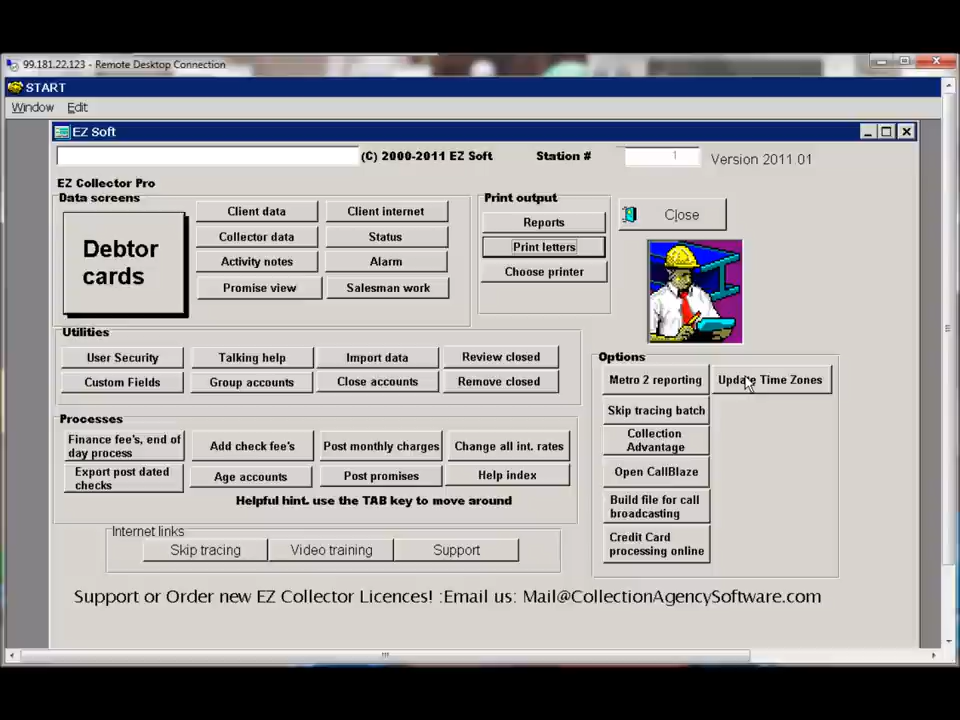 99.181.22.123 - Remote Desktop Connection
START
Window Edit
EZ Soft
(C) 2000-2011 EZ Soft Station # 1 Version 2011.01
EZ Collector Pro
Data screens
Debtor
cards
Client data
Client internet
Collector data
Status
Activity notes
Alarm
Promise view
Salesman work
Print output
Reports
Print letters
Choose printer
Close
Utilities
User Security
Talking help
Import data
Review closed
Custom Fields
Group accounts
Close accounts
Remove closed
Processes
Finance fee's, end of
day process
Add check fee's
Post monthly charges
Change all int. rates
Export post dated
checks
Age accounts
Post promises
Help index
Helpful hint. use the TAB key to move around
Options
Metro 2 reporting
Update Time Zones
Skip tracing batch
Collection
Advantage
Open CallBlaze
Build file for call
broadcasting
Credit Card
processing online
Internet links
Skip tracing
Video training
Support
Support or Order new EZ Collector Licences! :Email us: Mail@CollectionAgencySoftware.com